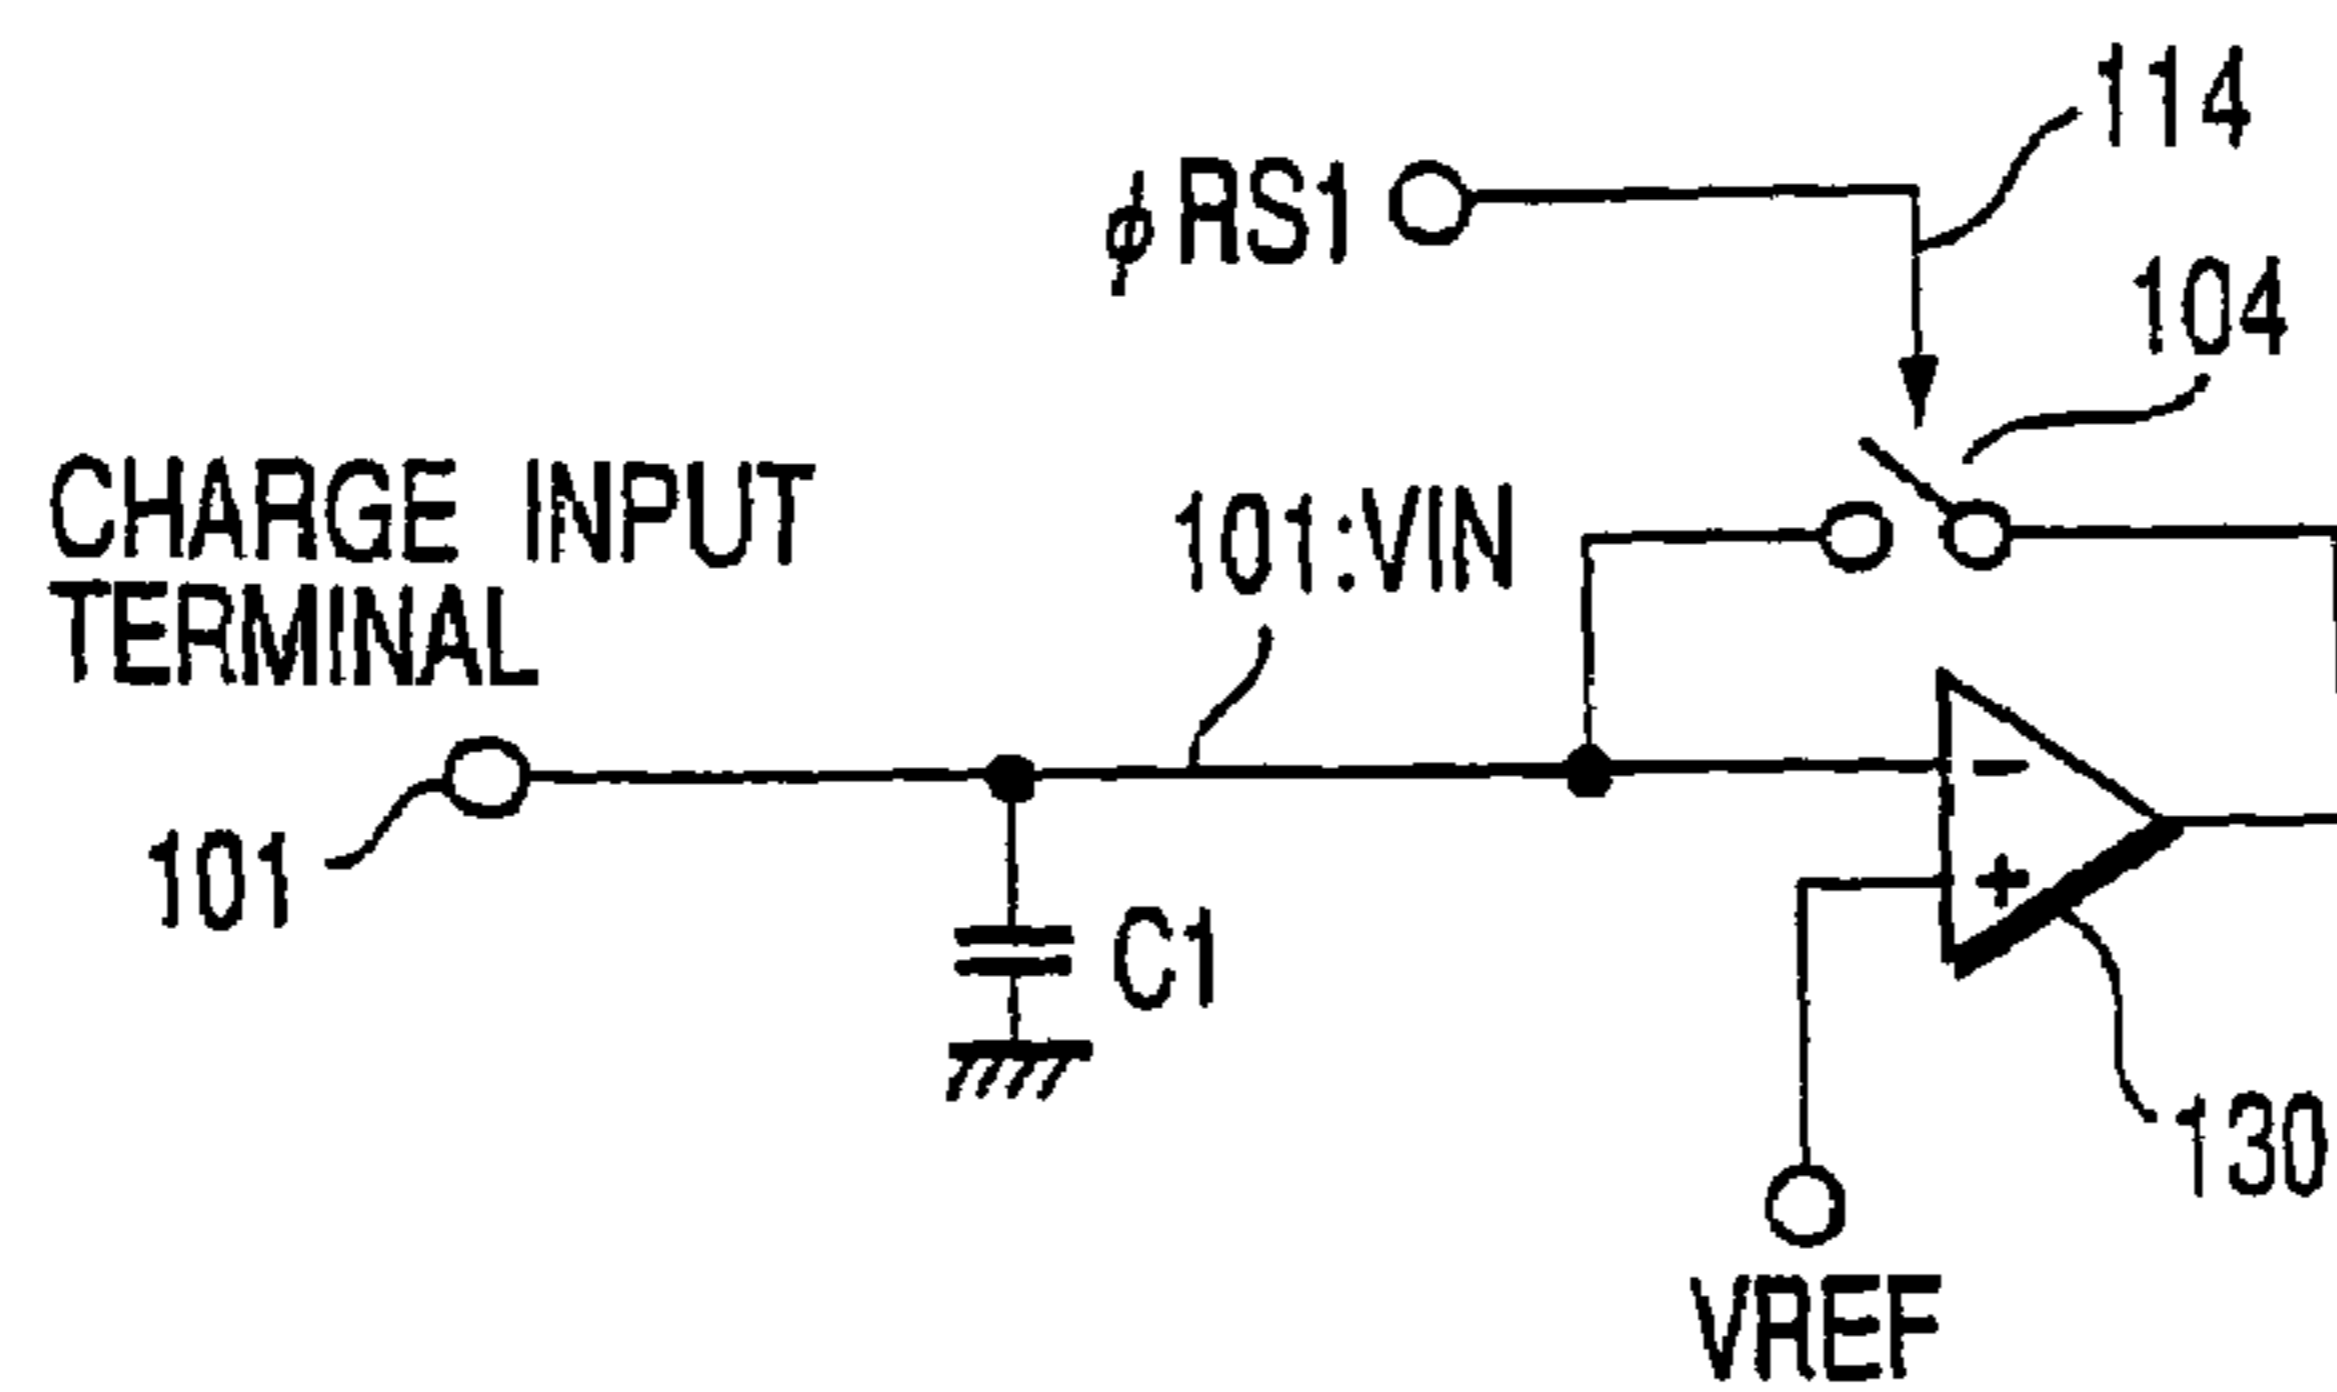 114
φRS1
104
CHARGE INPUT
TERMINAL
101:VIN
101
C1
-
+
130
VREF